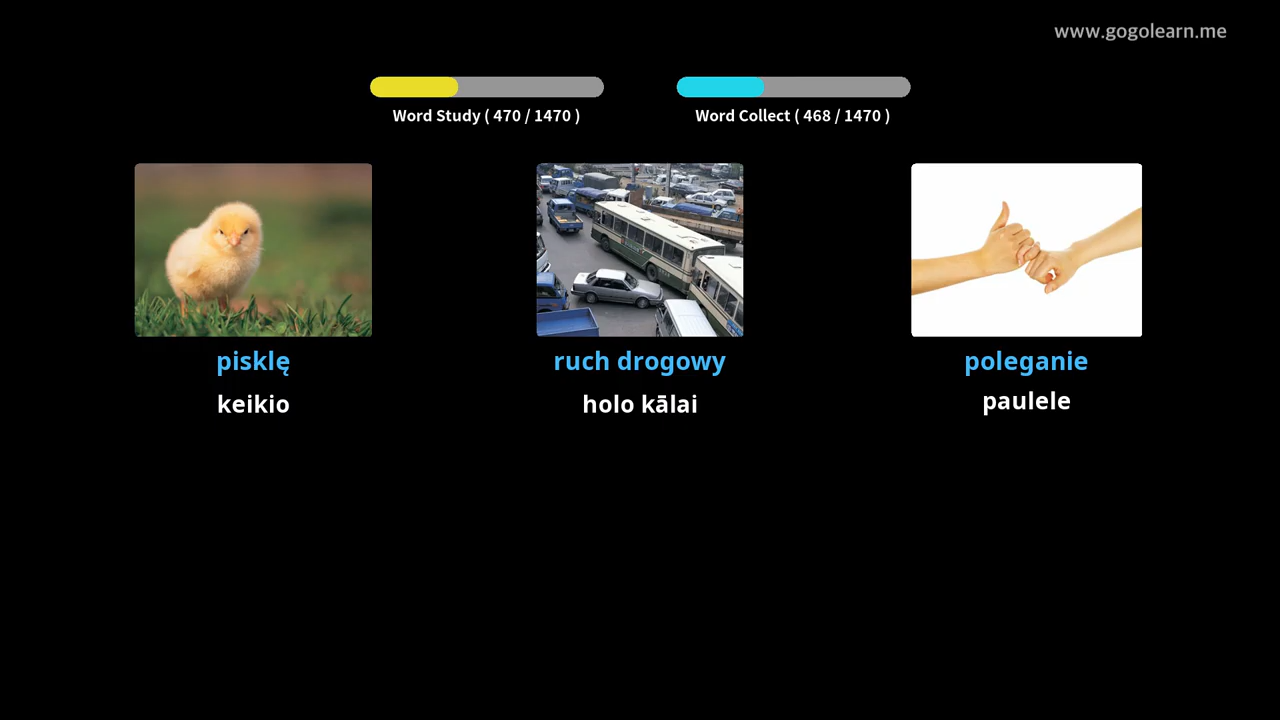 www.gogolearn.me
Word Study ( 470 / 1470 )
Word Collect ( 468 / 1470 )
pisklę
ruch drogowy
poleganie
keikio
holo kālai
paulele